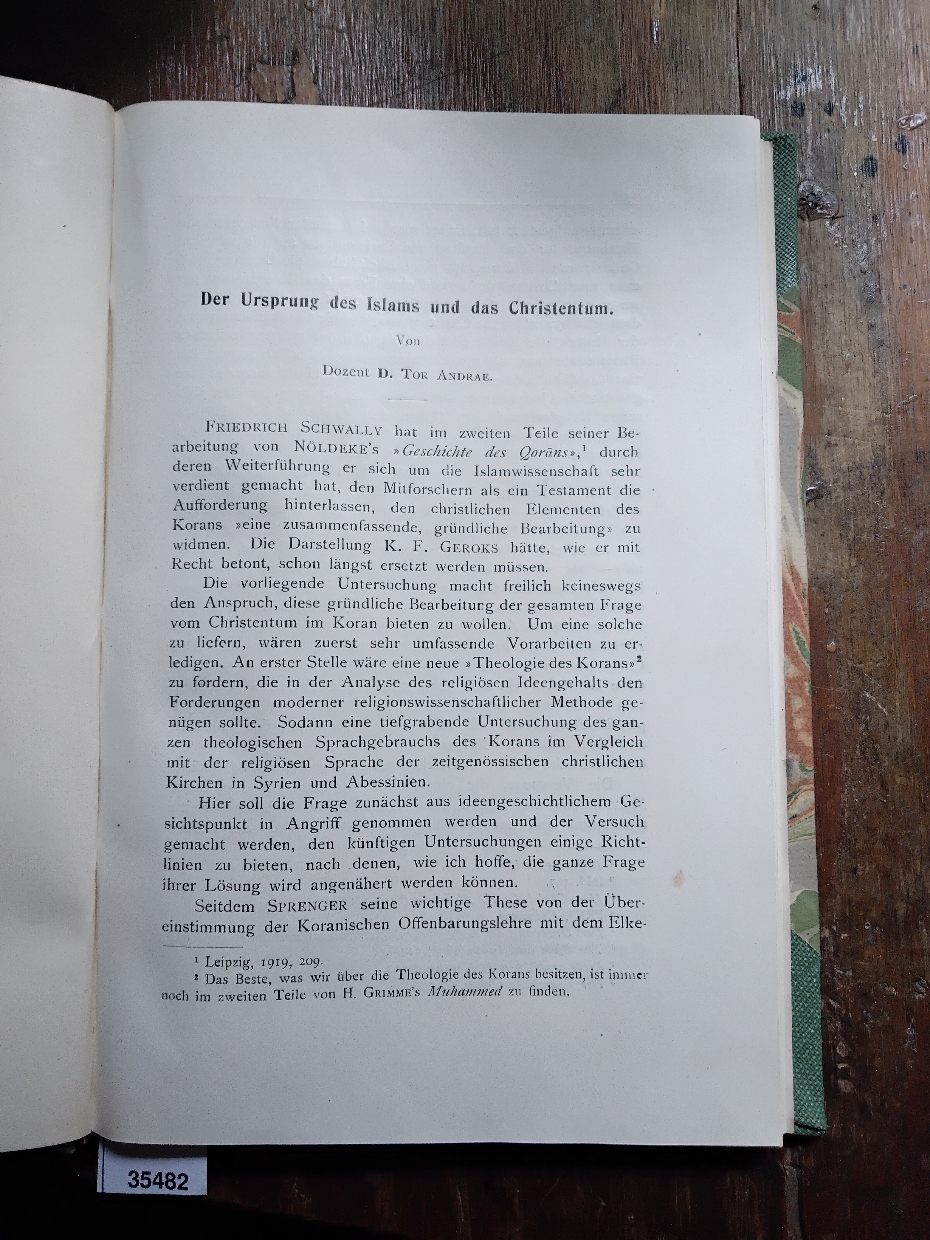 Der Ursprung des Islams und das Christentum.
Von
Dozent D. TOR ANDRAE.
FRIEDRICH SCHWALLY hat im zweiten Teile seiner Be-
arbeitung von NÖLDEKE's »Geschichte des Qorāns»,¹ durch
deren Weiterführung er sich um die Islamwissenschaft sehr
verdient gemacht hat, den Mitforschern als ein Testament die
Aufforderung hinterlassen, den christlichen Elementen des
Korans »eine zusammenfassende, gründliche Bearbeitung» zu
widmen. Die Darstellung K. F. GEROKS hätte, wie er mit
Recht betont, schon längst ersetzt werden müssen.
Die vorliegende Untersuchung macht freilich keineswegs
den Anspruch, diese gründliche Bearbeitung der gesamten Frage
vom Christentum im Koran bieten zu wollen. Um eine solche
zu liefern, wären zuerst sehr umfassende Vorarbeiten zu er-
ledigen. An erster Stelle wäre eine neue »Theologie des Korans»²
zu fordern, die in der Analyse des religiösen Ideengehalts den
Forderungen moderner religionswissenschaftlicher Methode ge-
nügen sollte. Sodann eine tiefgrabende Untersuchung des gan-
zen theologischen Sprachgebrauchs des Korans im Vergleich
mit der religiösen Sprache der zeitgenössischen christlichen
Kirchen in Syrien und Abessinien.
Hier soll die Frage zunächst aus ideengeschichtlichem Ge-
sichtspunkt in Angriff genommen werden und der Versuch
gemacht werden, den künftigen Untersuchungen einige Richt-
linien zu bieten, nach denen, wie ich hoffe, die ganze Frage
ihrer Lösung wird angenähert werden können.
Seitdem SPRENGER seine wichtige These von der Über-
einstimmung der Koranischen Offenbarungslehre mit dem Elke-
¹ Leipzig, 1919, 209.
² Das Beste, was wir über die Theologie des Korans besitzen, ist immer
noch im zweiten Teile von H. GRIMME's Muhammed zu finden.
35482